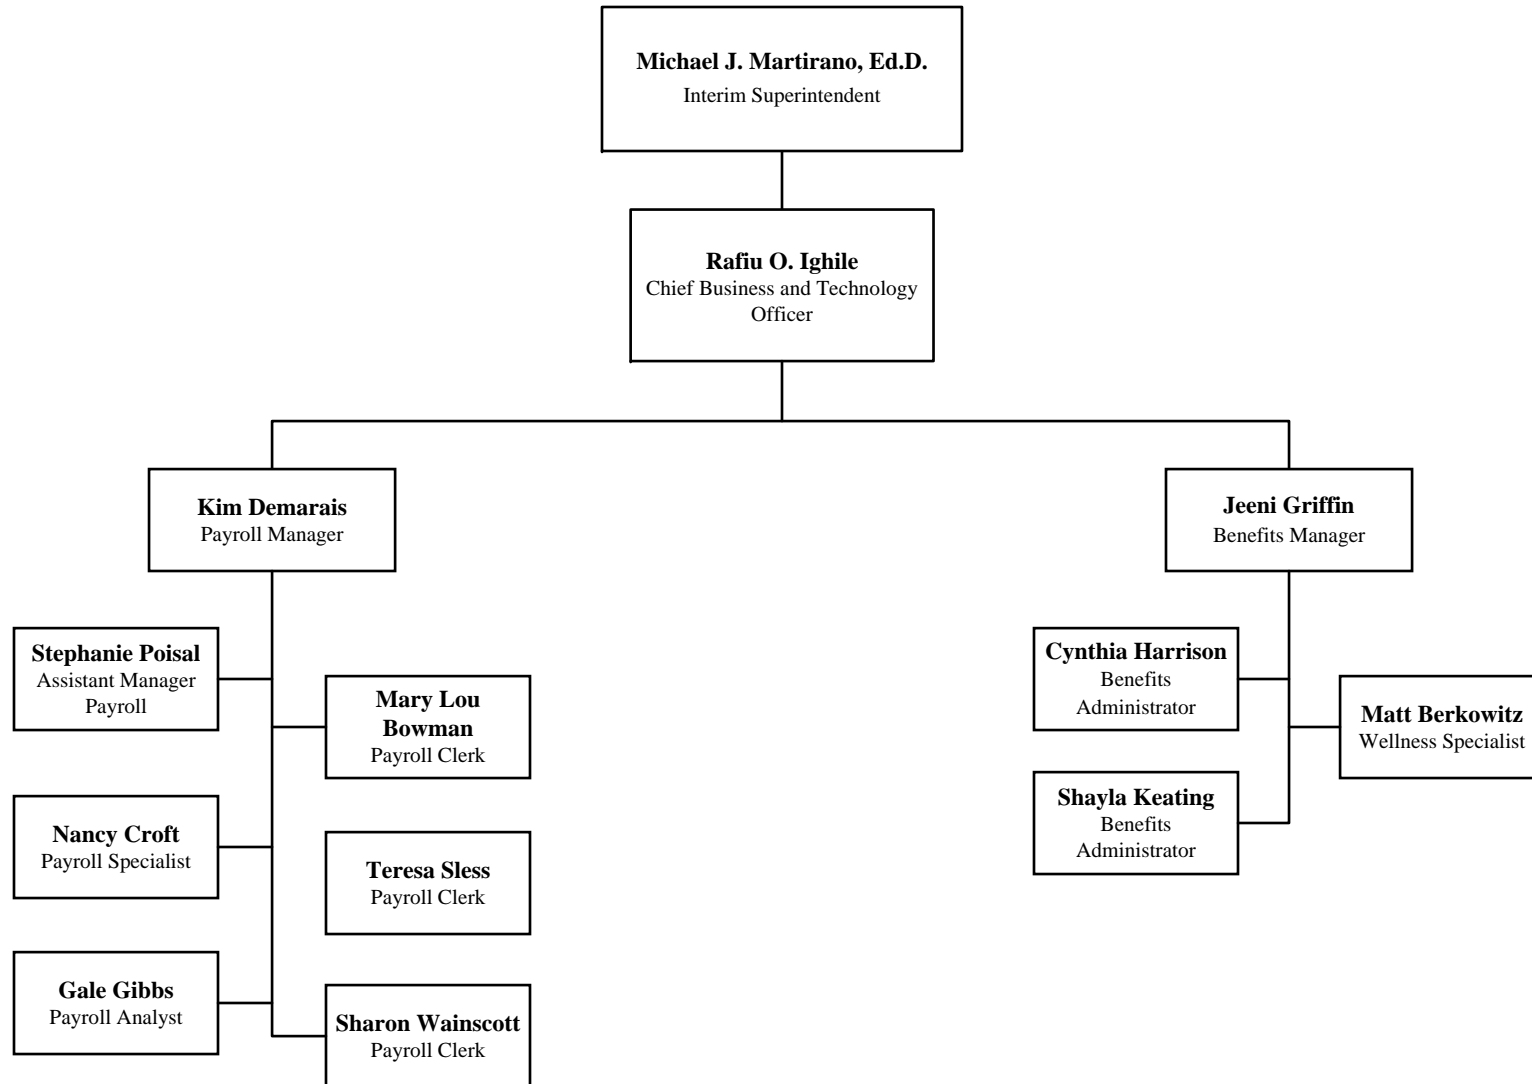 Michael J. Martirano, Ed.D.
Interim Superintendent
Rafiu O. Ighile
Chief Business and Technology
Officer
Kim Demarais
Payroll Manager
Jeeni Griffin
Benefits Manager
Stephanie Poisal
Assistant Manager
Payroll
Mary Lou
Bowman
Payroll Clerk
Nancy Croft
Payroll Specialist
Teresa Sless
Payroll Clerk
Gale Gibbs
Payroll Analyst
Sharon Wainscott
Payroll Clerk
Cynthia Harrison
Benefits
Administrator
Matt Berkowitz
Wellness Specialist
Shayla Keating
Benefits
Administrator